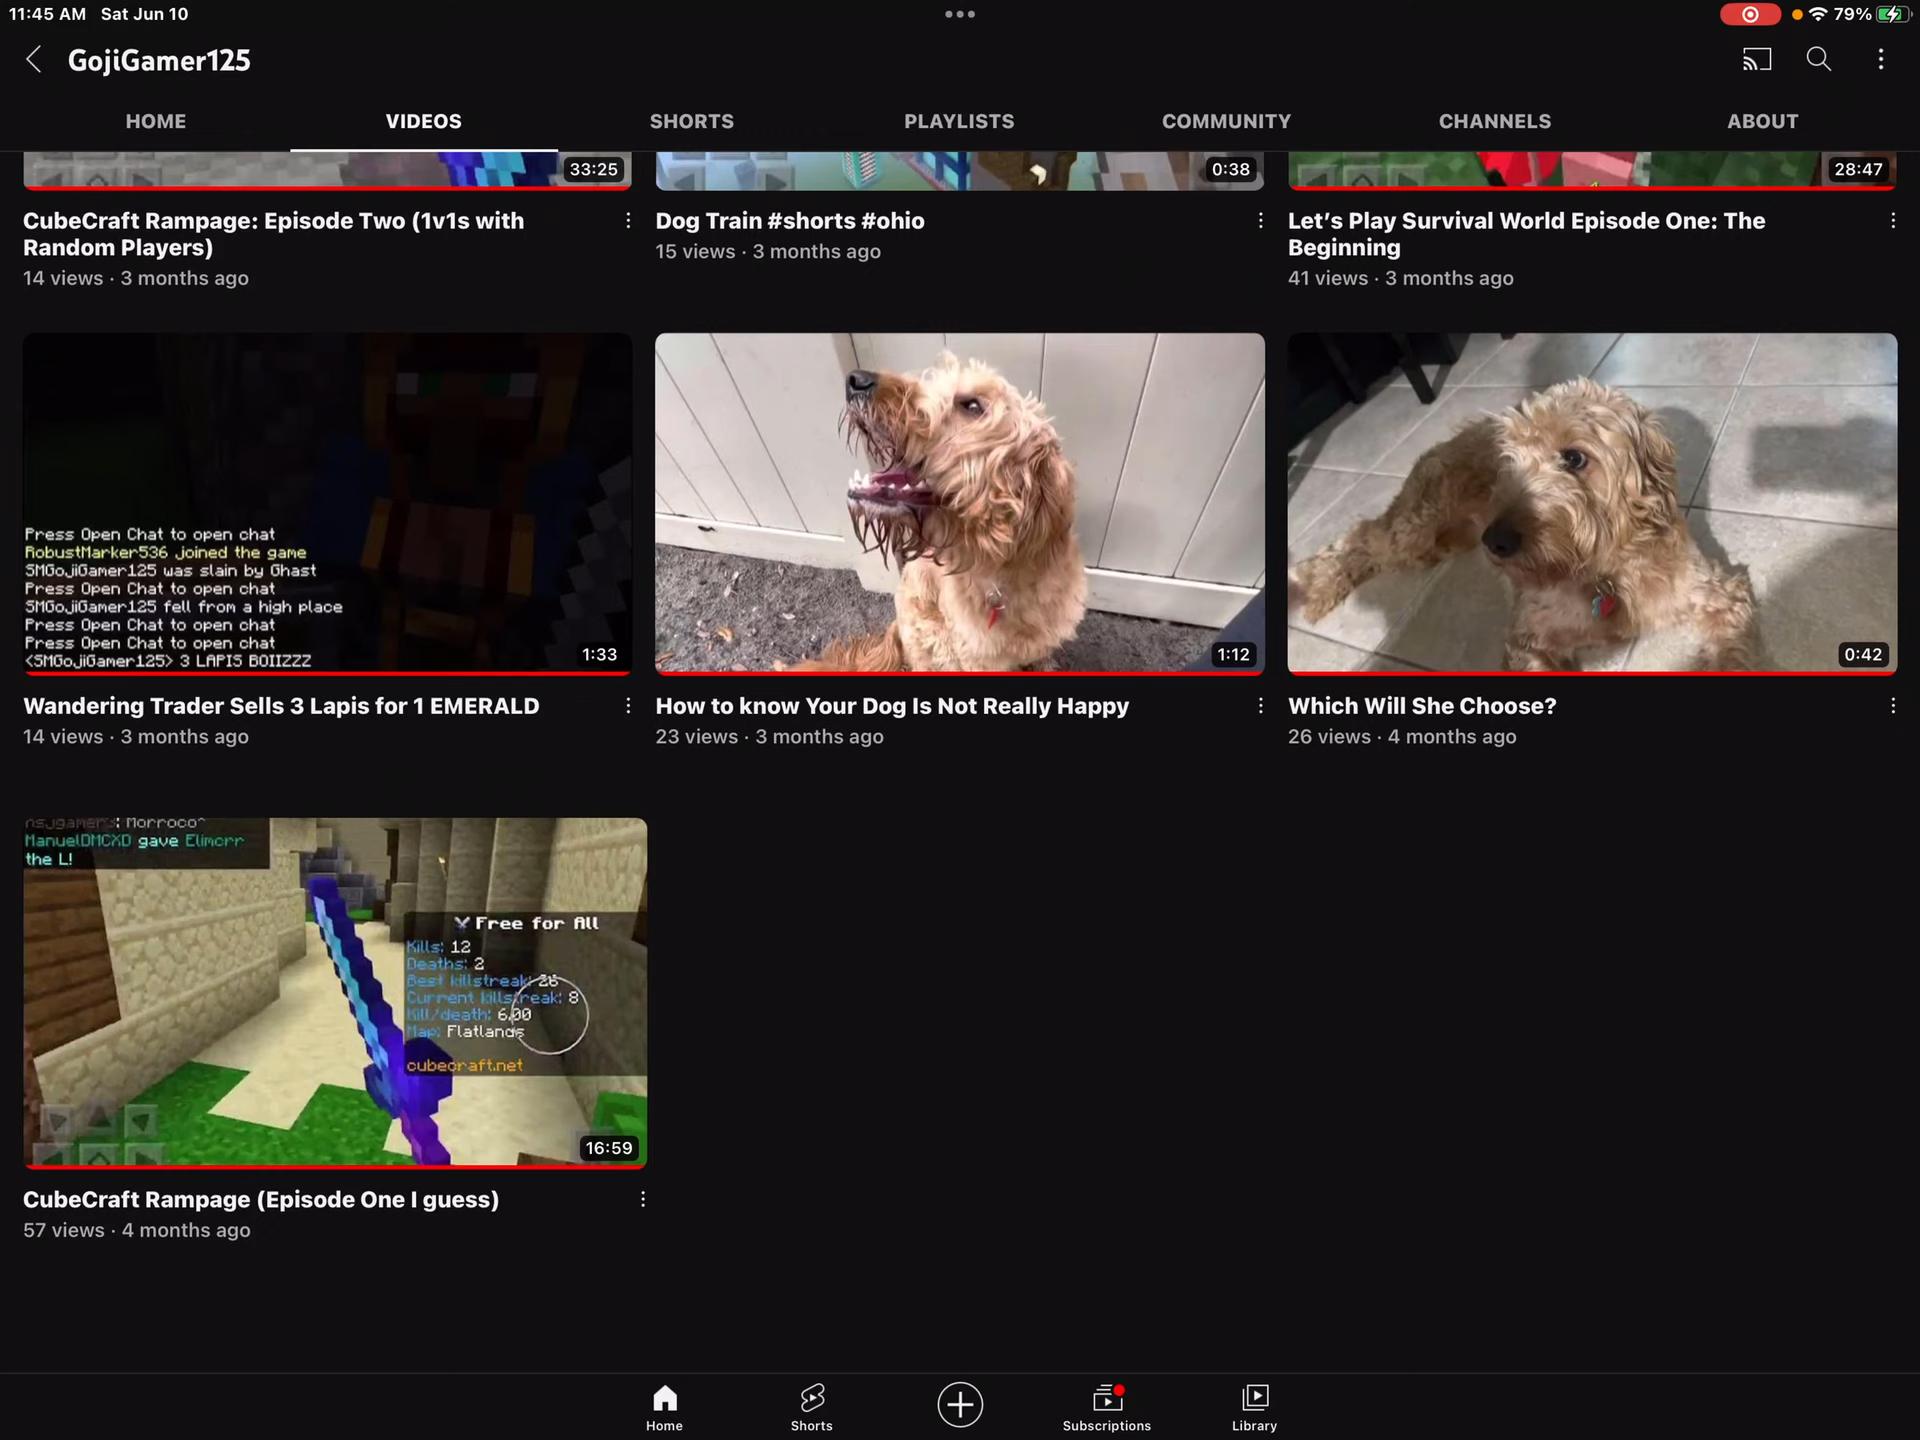 11:45 AM Sat Jun 10
79%
GojiGamer125
HOME VIDEOS SHORTS PLAYLISTS COMMUNITY CHANNELS ABOUT
33:25
0:38
28:47
CubeCraft Rampage: Episode Two (1v1s with
Random Players)
14 views · 3 months ago
Dog Train #shorts #ohio
15 views · 3 months ago
Let’s Play Survival World Episode One: The
Beginning
41 views · 3 months ago
Press Open Chat to open chat
RobustMarker536 joined the game
SMGojiGamer125 was slain by Ghast
Press Open Chat to open chat
SMGojiGamer125 fell from a high place
Press Open Chat to open chat
Press Open Chat to open chat
<SMGojiGamer125> 3 LAPIS BOIIZZZ
1:33
1:12
0:42
Wandering Trader Sells 3 Lapis for 1 EMERALD
14 views · 3 months ago
How to know Your Dog Is Not Really Happy
23 views · 3 months ago
Which Will She Choose?
26 views · 4 months ago
: Morroco^
ManuelDMCXD gave Elimorr
the L!
Free for All
Kills: 12
Deaths: 2
Best killstreak: 26
Current killstreak: 8
Kill/death: 6.00
Map: Flatlands
cubecraft.net
16:59
CubeCraft Rampage (Episode One I guess)
57 views · 4 months ago
Home
Shorts
Subscriptions
Library